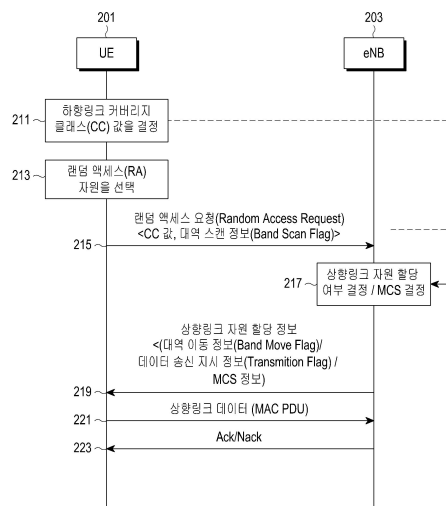 201
203
UE
eNB
211
하향링크 커버리지
클래스(CC) 값을 결정
213
랜덤 액세스(RA)
자원을 선택
랜덤 액세스 요청(Random Access Request)
<CC 값, 대역 스캔 정보(Band Scan Flag)>
215
217
상향링크 자원 할당
여부 결정 / MCS 결정
상향링크 자원 할당 정보
<(대역 이동 정보(Band Move Flag)/
데이터 송신 지시 정보(Transmition Flag) /
MCS 정보)
219
상향링크 데이터 (MAC PDU)
221
Ack/Nack
223